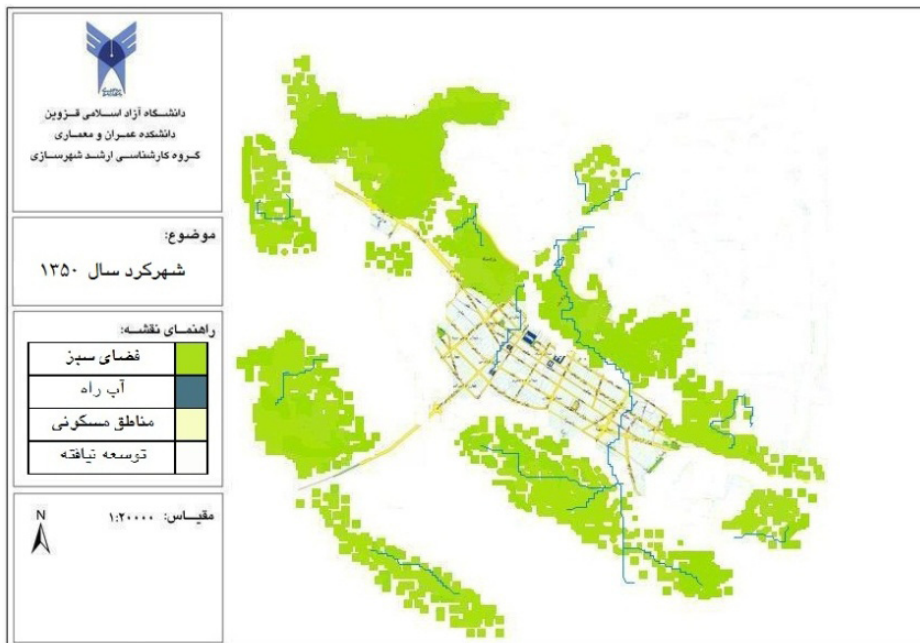 دانشگاه آزاد اسلامی قزوین
دانشکده عمران و معماری
گروه کارشناسی ارشد شهرسازی
موضوع:
شهرکرد سال ۱۳۵۰
راهنمای نقشه:
فضای سبز
آب راه
مناطق مسکونی
توسعه نیافته
مقیاس: ۱:۲۰۰۰۰
N